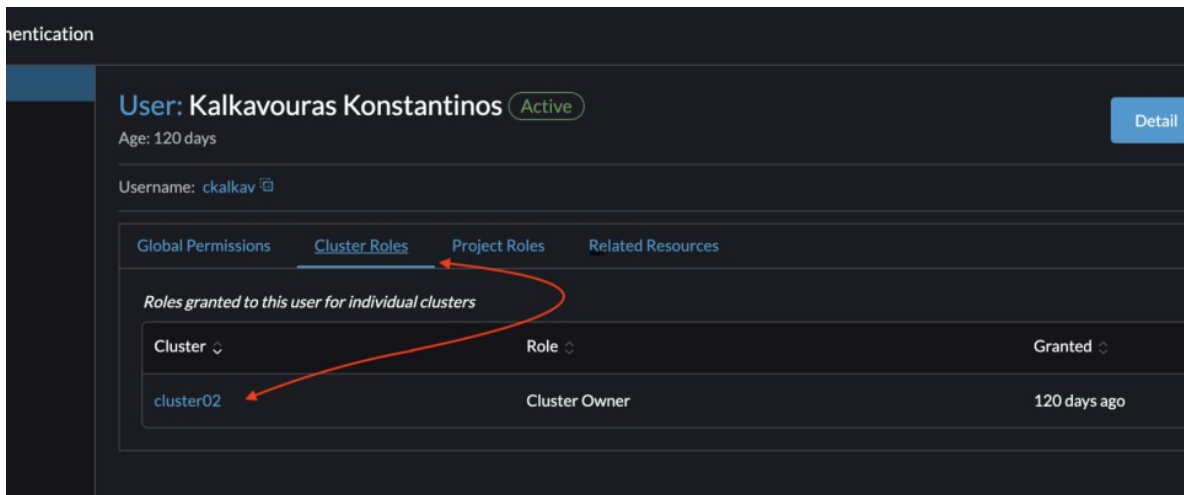 User: Kalkavouras Konstantinos Active
Detail
Age: 120 days
Username: ckalkav
Global Permissions Cluster Roles Project Roles Related Resources
Roles granted to this user for individual clusters
Cluster Role Granted
cluster02 Cluster Owner 120 days ago